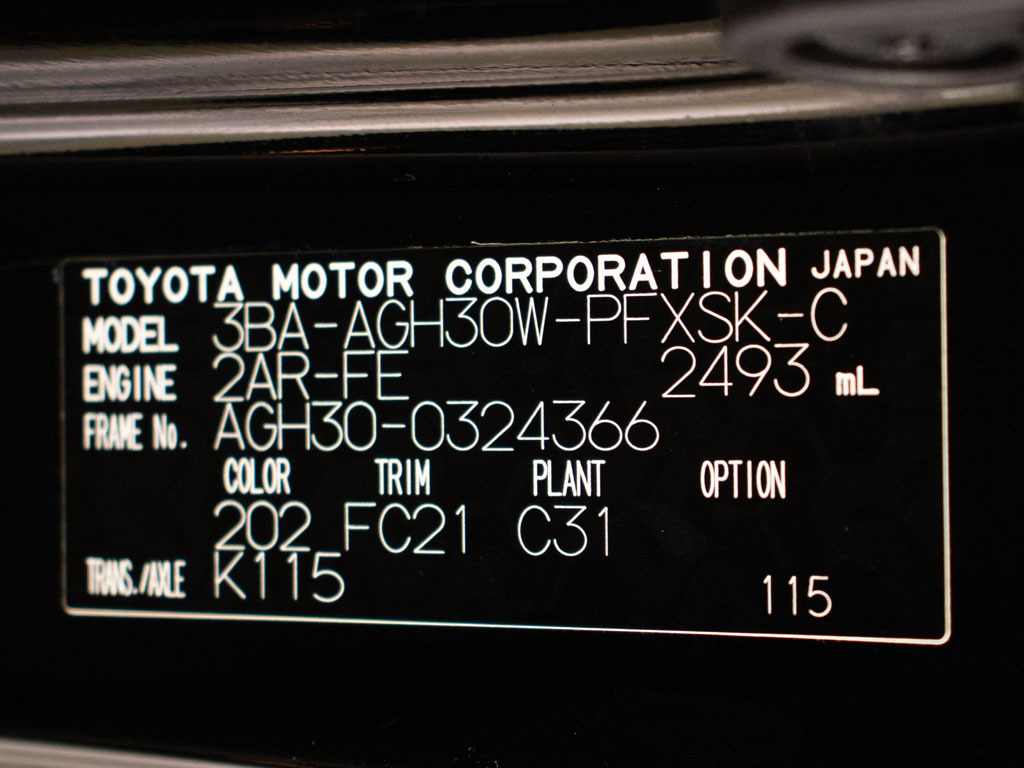 TOYOTA MOTOR CORPORATION JAPAN
MODEL 3BA-AGH30W-PFXSK-C
ENGINE 2AR-FE 2493 mL
FRAME No. AGH30-0324366
COLOR TRIM PLANT OPTION
202 FC21 C31
TRANS./AXLE K115 115